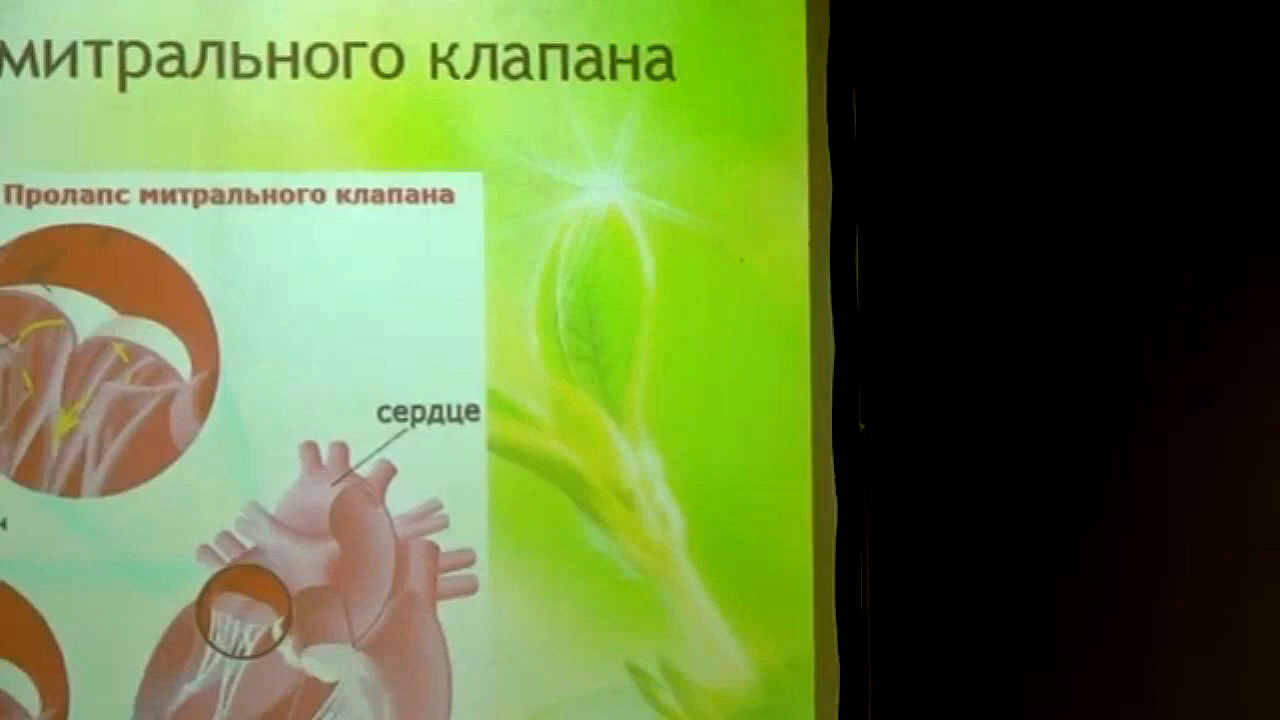 митрального клапана
Пролапс митрального клапана
сердце